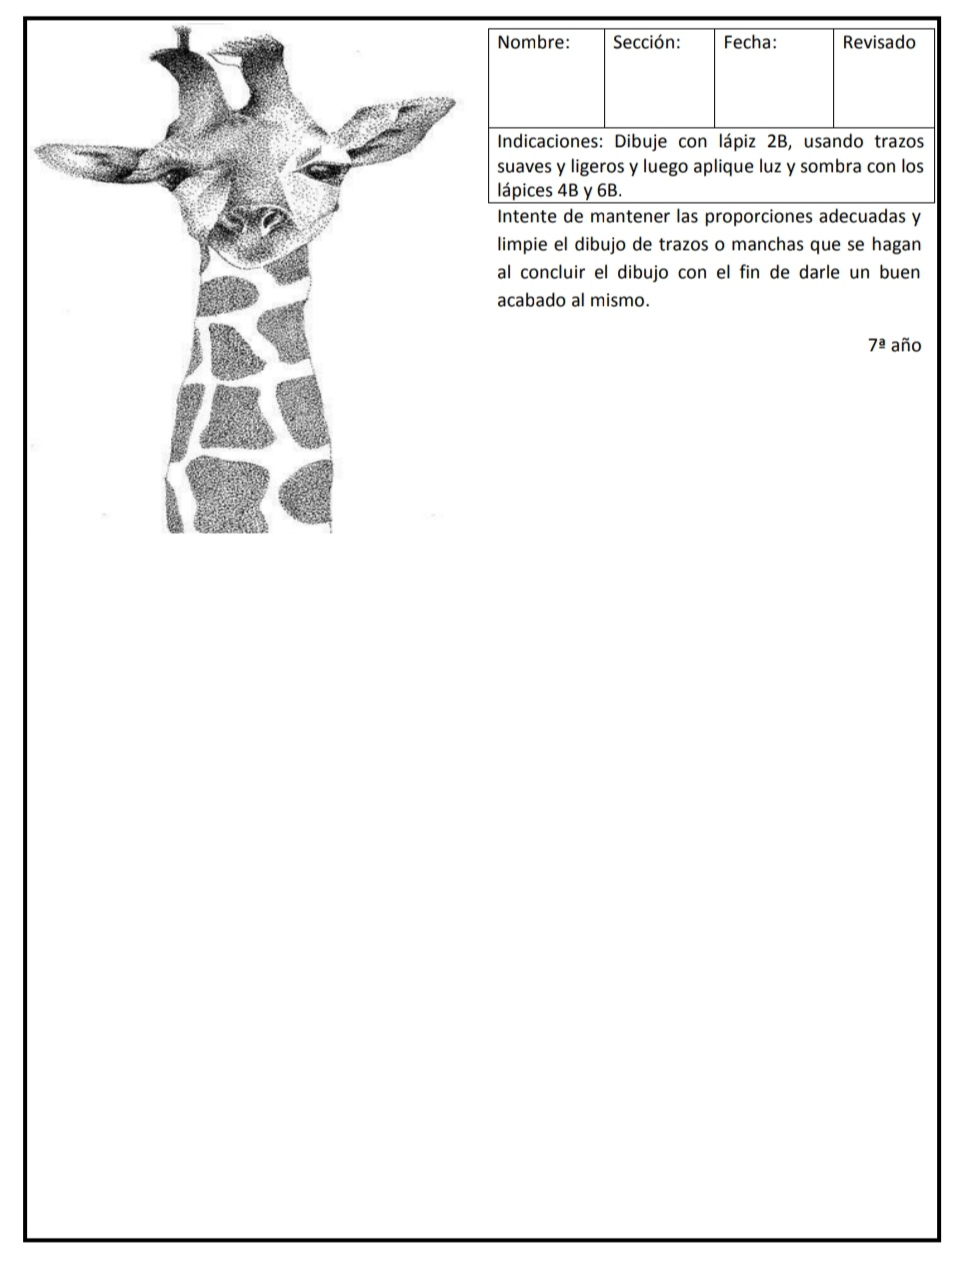 Nombre: Sección: Fecha: Revisado
Indicaciones: Dibuje con lápiz 2B, usando trazos
suaves y ligeros y luego aplique luz y sombra con los
lápices 4B y 6B.
Intente de mantener las proporciones adecuadas y
limpie el dibujo de trazos o manchas que se hagan
al concluir el dibujo con el fin de darle un buen
acabado al mismo.
7ª año